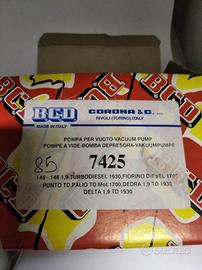 BGD
MADE IN ITALY
CORONA & C. snc
RIVOLI (TORINO) ITALY
POMPA PER VUOTO-VACUUM PUMP
POMPE A VIDE-BOMBA DEPRESORA-VAKUUMPUMPE
85 7425
145 - 146 1,9 TURBODIESEL 1930, FIORINO DIESEL 1700
PUNTO TD, PALIO TD Mot.1700, DEDRA 1,9 TD 1930
DELTA 1,9 TD 1930